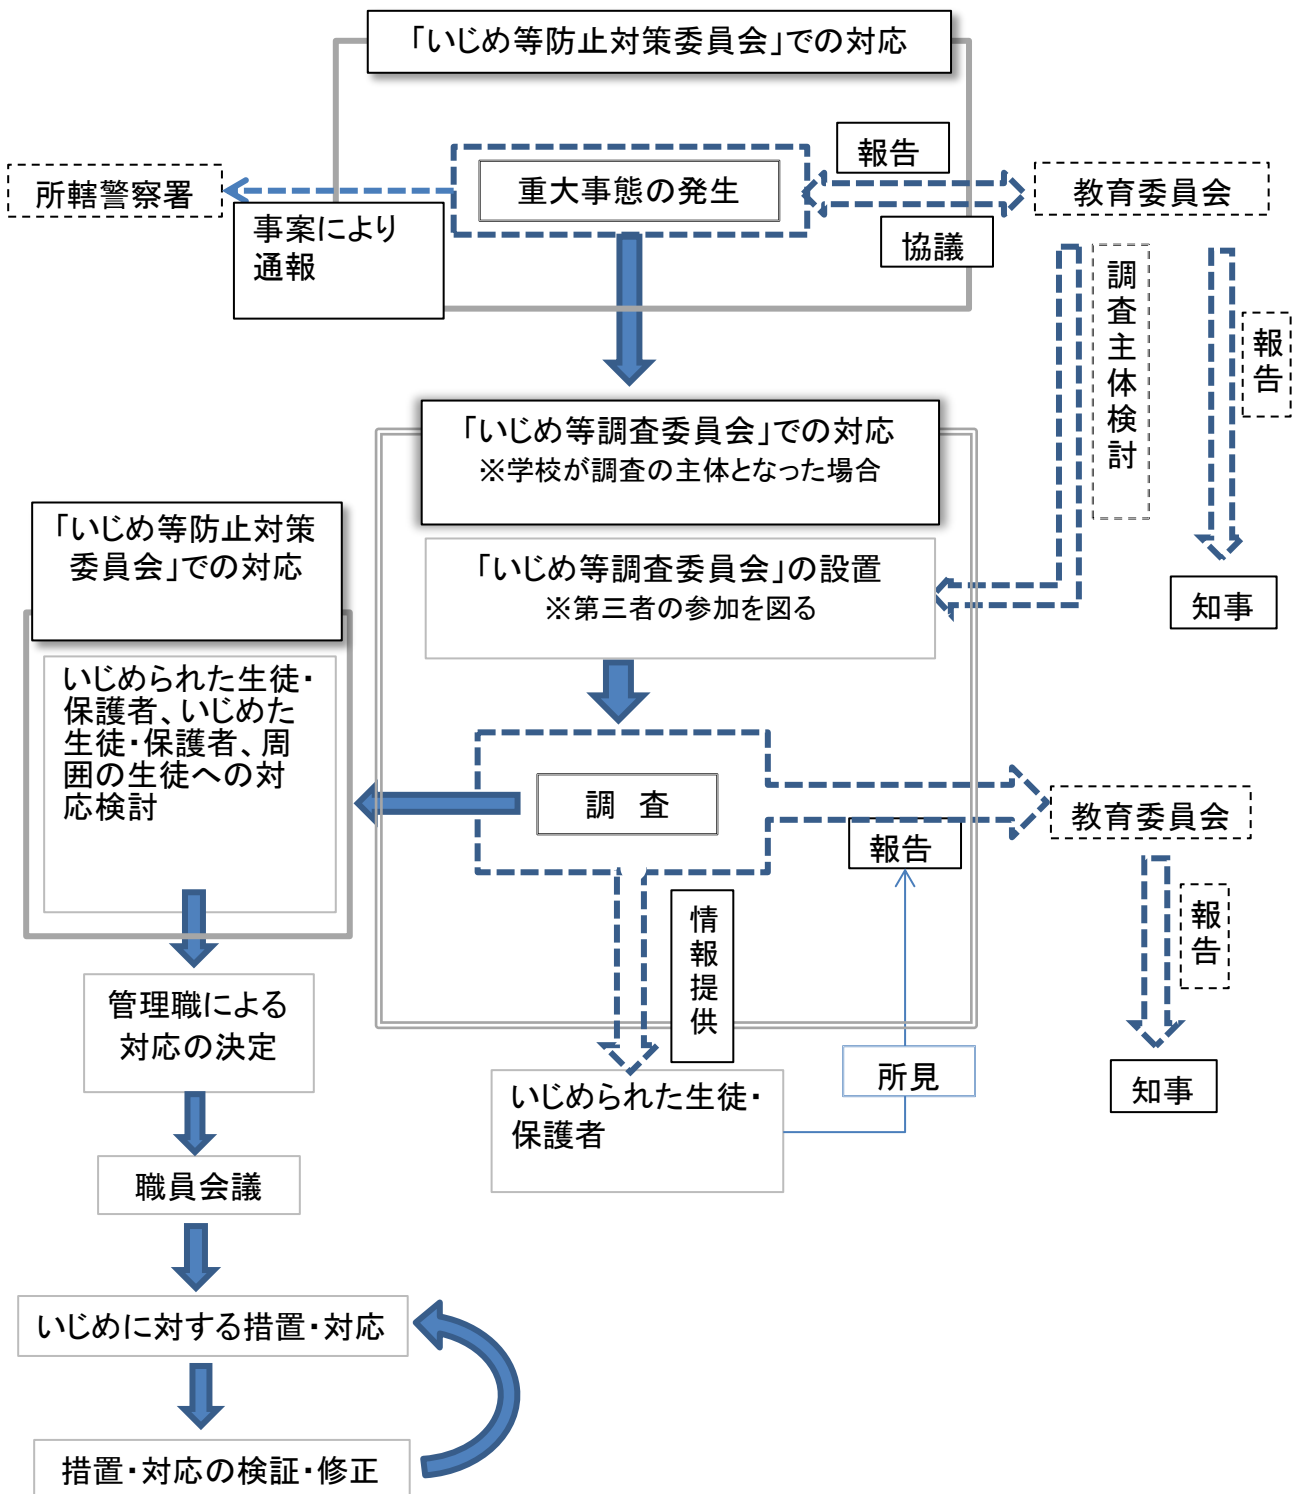 「いじめ等防止対策委員会」での対応
報告
所轄警察署
重大事態の発生
教育委員会
事案により
通報
協議
調査主体検討
報告
「いじめ等調査委員会」での対応
※学校が調査の主体となった場合
「いじめ等防止対策
委員会」での対応
「いじめ等調査委員会」の設置
※第三者の参加を図る
知事
いじめられた生徒・
保護者、いじめた
生徒・保護者、周
囲の生徒への対
応検討
調　査
教育委員会
報告
情報提供
報告
管理職による
対応の決定
所見
知事
いじめられた生徒・
保護者
職員会議
いじめに対する措置・対応
措置・対応の検証・修正